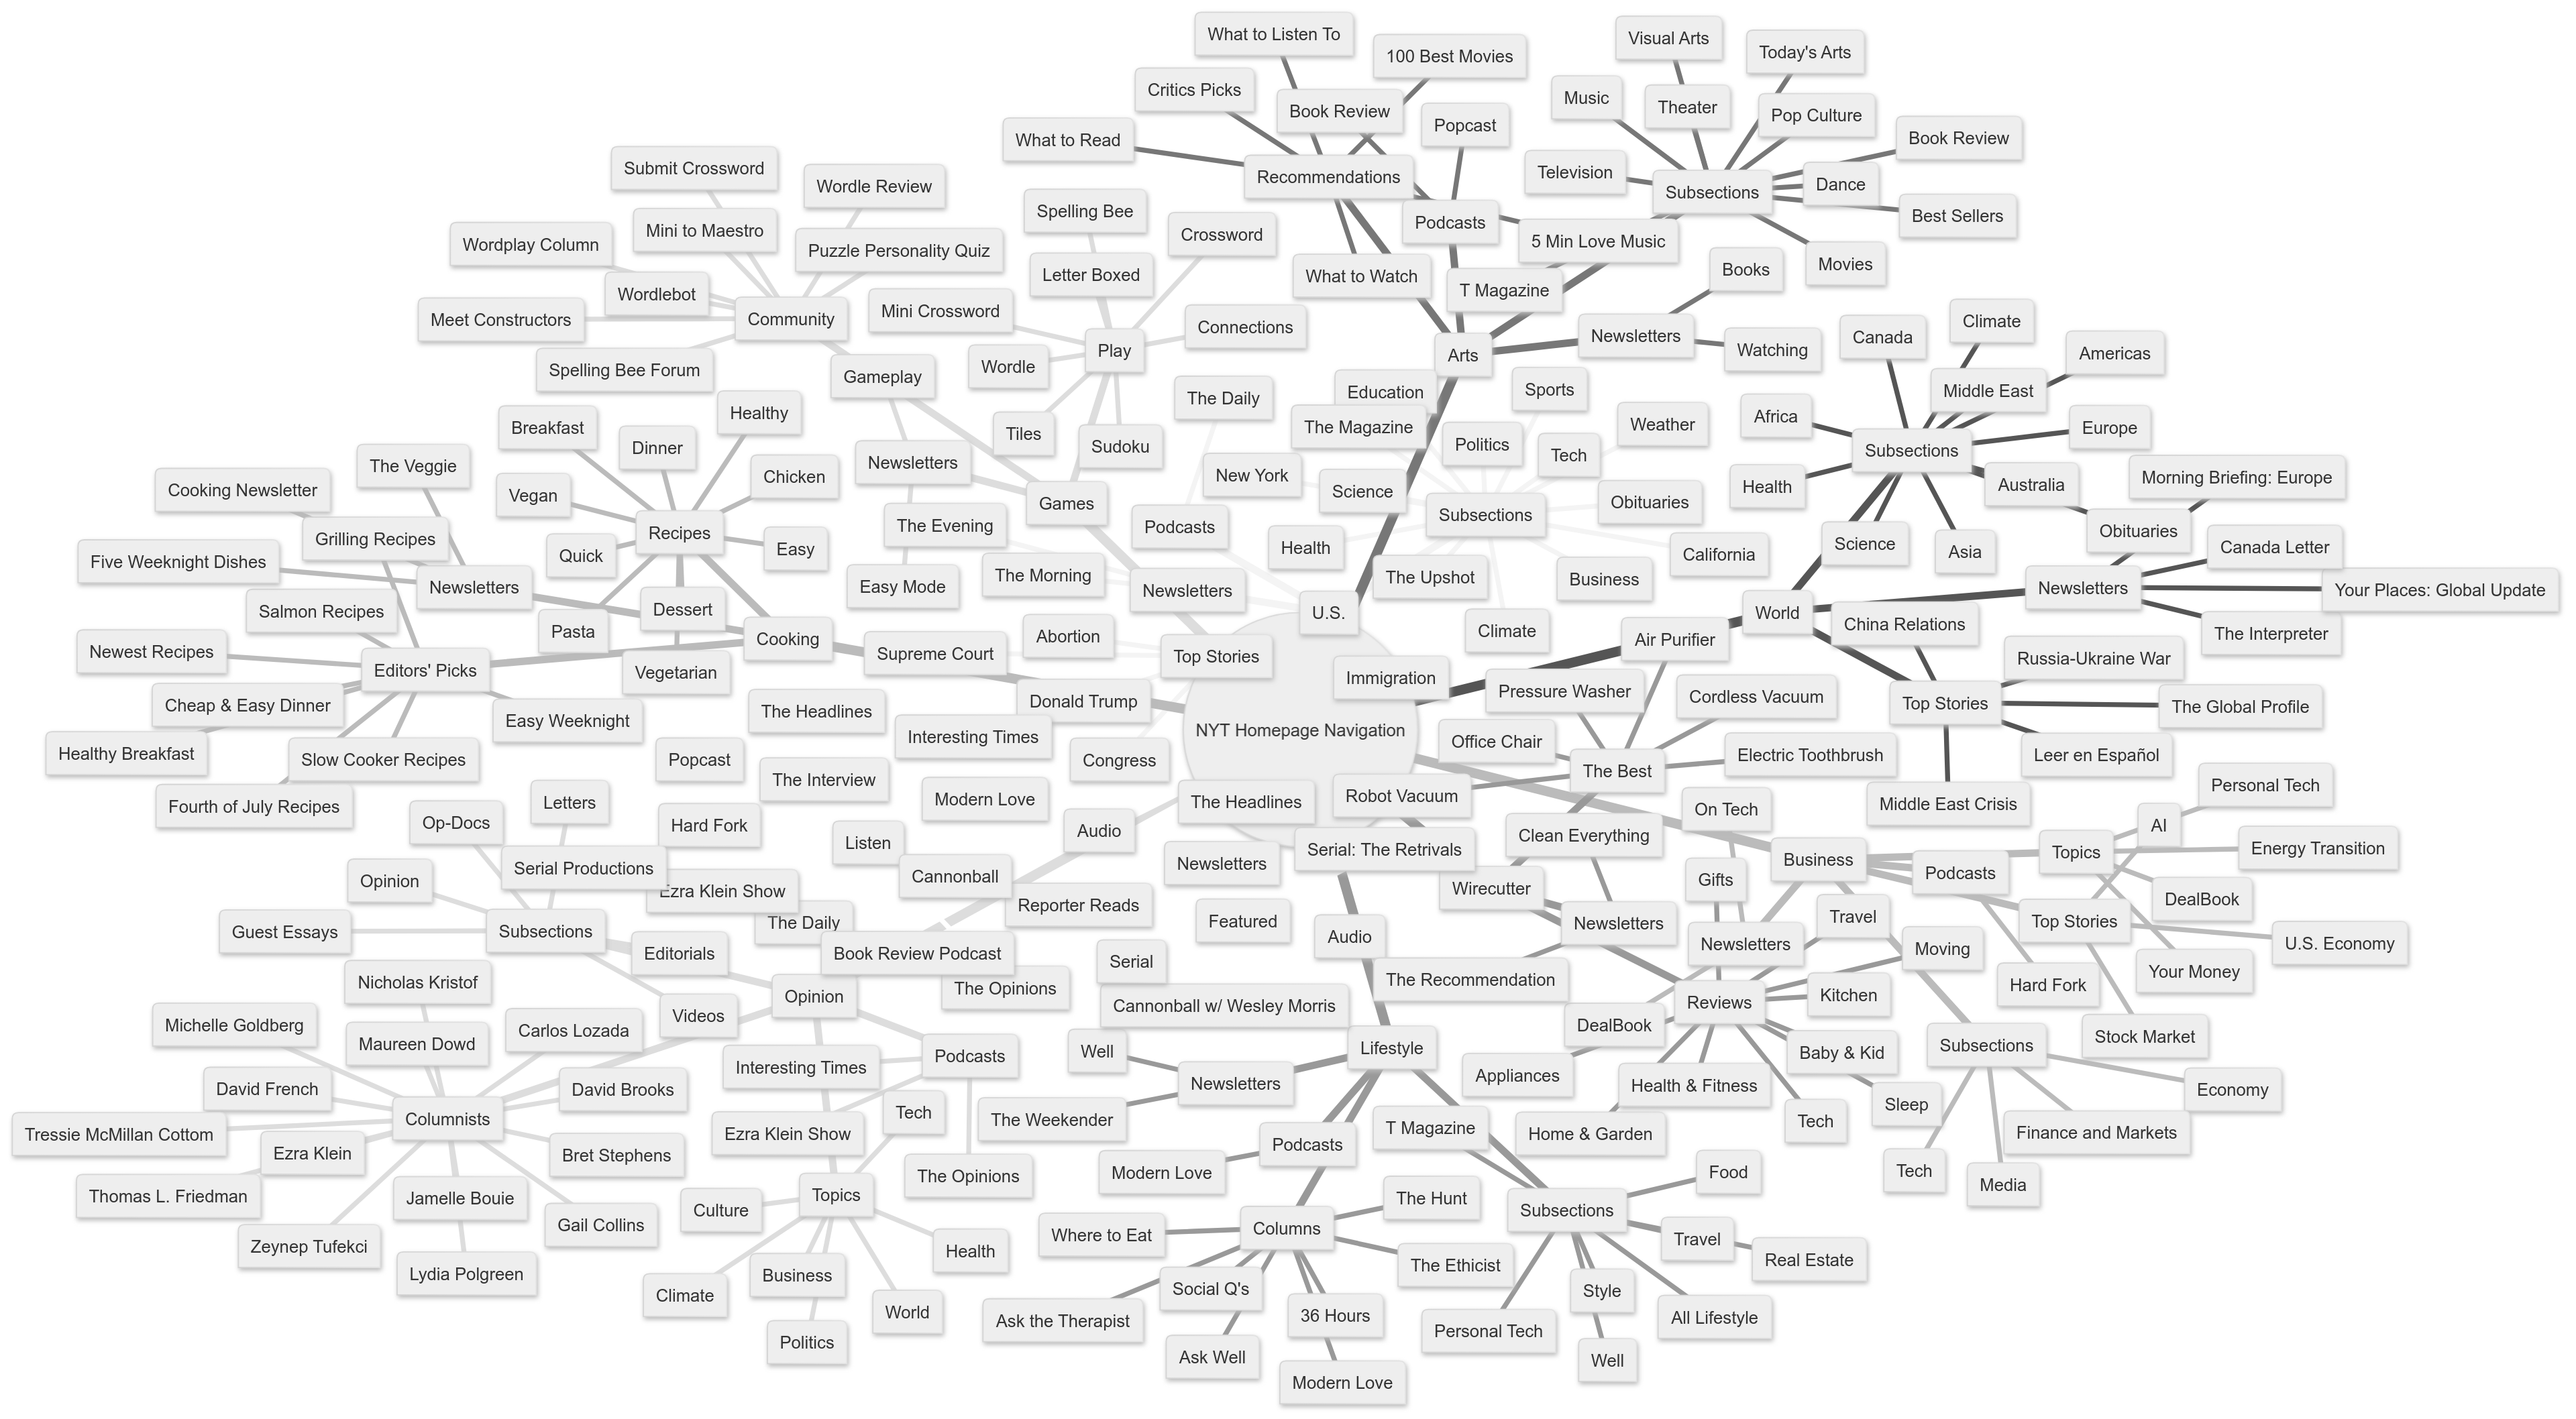 What to Listen To
100 Best Movies
Visual Arts
Today's Arts
Critics Picks
Book Review
Popcast
Music
Theater
Pop Culture
Book Review
What to Read
Recommendations
Television
Subsections
Dance
Best Sellers
Submit Crossword
Wordle Review
Spelling Bee
Crossword
Podcasts
5 Min Love Music
Movies
Wordplay Column
Mini to Maestro
Puzzle Personality Quiz
Letter Boxed
What to Watch
T Magazine
Books
Wordlebot
Meet Constructors
Community
Mini Crossword
Connections
Newsletters
Watching
Canada
Climate
Americas
Spelling Bee Forum
Gameplay
Wordle
Play
Arts
The Daily
Education
Sports
Middle East
Breakfast
Healthy
Dinner
Tiles
Sudoku
The Magazine
Politics
Weather
Africa
Europe
The Veggie
Chicken
Newsletters
New York
Science
Tech
Subsections
Cooking Newsletter
Vegan
Games
Obituaries
Health
Australia
Morning Briefing: Europe
Grilling Recipes
Recipes
The Evening
Podcasts
Subsections
Obituaries
Five Weeknight Dishes
Quick
Easy
Health
California
Science
Asia
Canada Letter
Newsletters
Easy Mode
The Morning
Newsletters
The Upshot
Business
Newsletters
Your Places: Global Update
Salmon Recipes
Dessert
U.S.
World
China Relations
The Interpreter
Pasta
Cooking
Abortion
Climate
Air Purifier
Newest Recipes
Editors' Picks
Vegetarian
Supreme Court
Top Stories
Immigration
Russia-Ukraine War
Cheap & Easy Dinner
Easy Weeknight
The Headlines
Donald Trump
Pressure Washer
Cordless Vacuum
Top Stories
The Global Profile
Healthy Breakfast
Slow Cooker Recipes
Popcast
Interesting Times
NYT Homepage Navigation
Office Chair
Electric Toothbrush
Leer en Español
Fourth of July Recipes
The Interview
Congress
The Best
Letters
Modern Love
The Headlines
Robot Vacuum
On Tech
Middle East Crisis
Personal Tech
Op-Docs
Hard Fork
Listen
Audio
Serial: The Retrivals
Clean Everything
Business
AI
Energy Transition
Opinion
Serial Productions
Cannonball
Newsletters
Wirecutter
Gifts
Podcasts
Topics
Ezra Klein Show
Reporter Reads
DealBook
Guest Essays
Subsections
The Daily
Featured
Audio
Newsletters
Travel
Top Stories
U.S. Economy
Editorials
Book Review Podcast
Serial
Newsletters
Moving
Your Money
Nicholas Kristof
Opinion
The Opinions
Cannonball w/ Wesley Morris
The Recommendation
Reviews
Kitchen
Hard Fork
Michelle Goldberg
Videos
Carlos Lozada
Maureen Dowd
DealBook
Stock Market
Interesting Times
Podcasts
Well
Lifestyle
Baby & Kid
Subsections
David French
David Brooks
Newsletters
Appliances
Health & Fitness
Economy
Columnists
Tech
The Weekender
T Magazine
Home & Garden
Tech
Sleep
Finance and Markets
Tressie McMillan Cottom
Ezra Klein
Bret Stephens
Ezra Klein Show
Podcasts
Tech
Media
Thomas L. Friedman
Jamelle Bouie
Topics
The Opinions
Modern Love
The Hunt
Food
Zeynep Tufekci
Gail Collins
Culture
Where to Eat
Columns
Subsections
Lydia Polgreen
Health
Travel
Real Estate
Climate
Business
World
Social Q's
The Ethicist
Politics
Ask the Therapist
36 Hours
Style
All Lifestyle
Ask Well
Personal Tech
Well
Modern Love